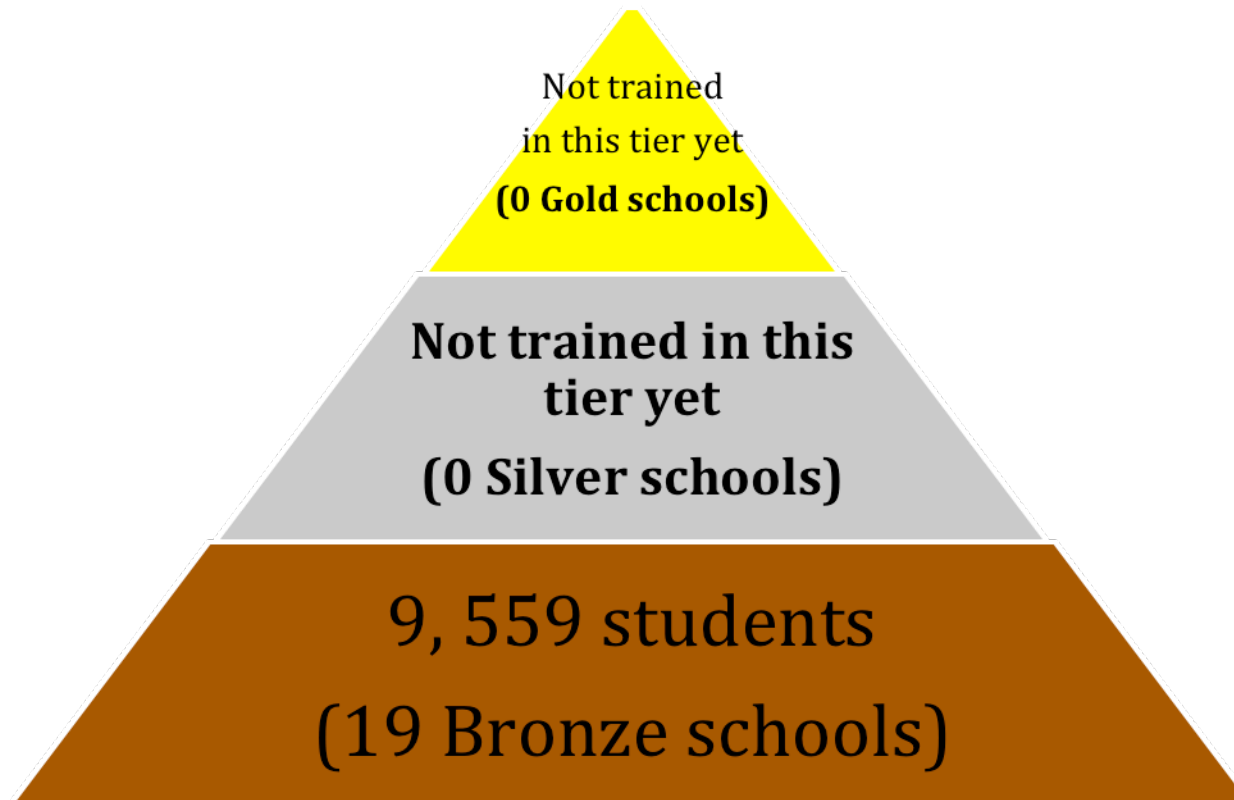 Not trained
in this tier yet
(0 Gold schools)
Not trained in this
tier yet
(0 Silver schools)
9, 559 students
(19 Bronze schools)